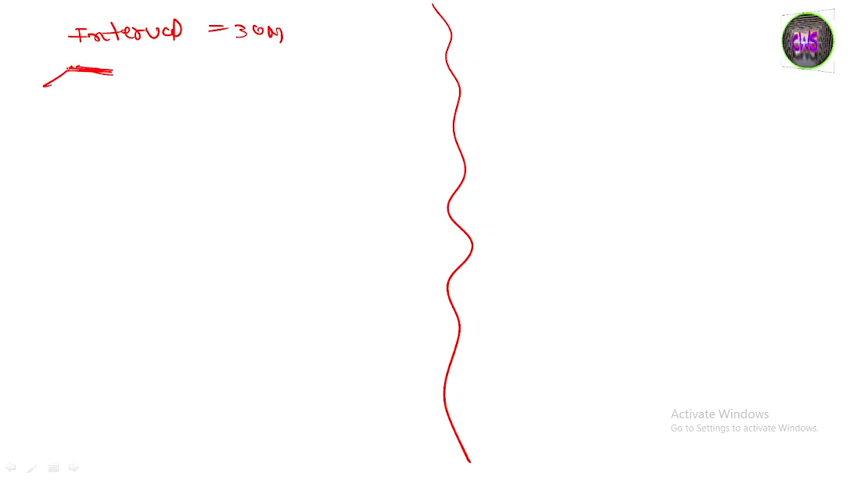 Interval = 30M
Activate Windows
Go to Settings to activate Windows.